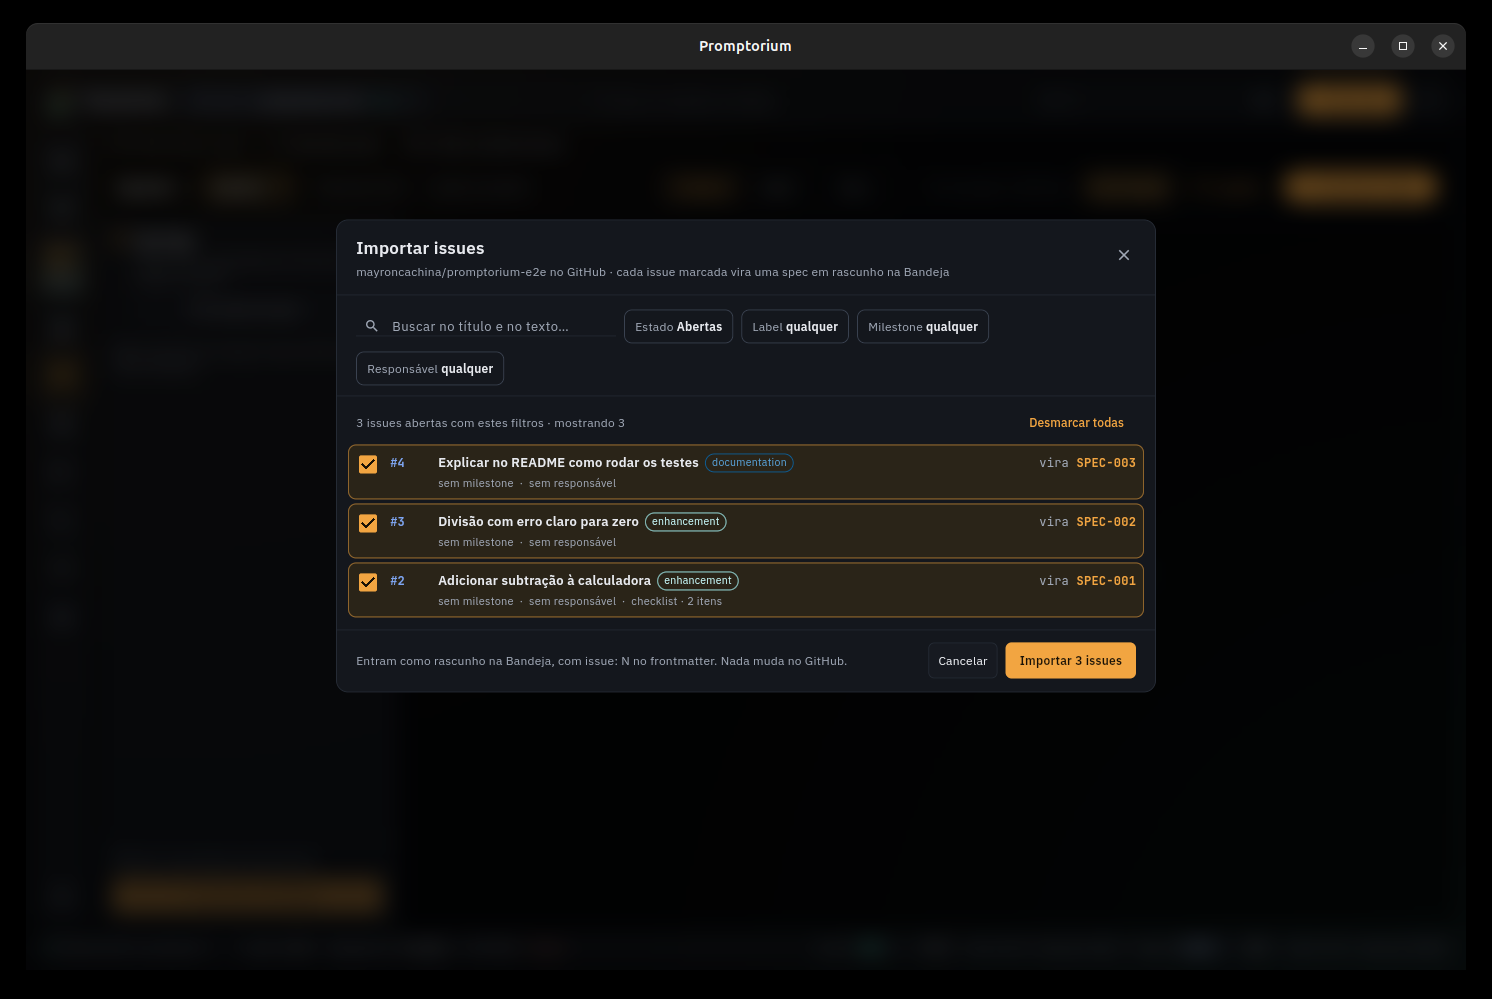 Promptorium
Importar issues
mayroncachina/promptorium-e2e no GitHub · cada issue marcada vira uma spec em rascunho na Bandeja
Buscar no título e no texto...
Estado Abertas
Label qualquer
Milestone qualquer
Responsável qualquer
3 issues abertas com estes filtros · mostrando 3
Desmarcar todas
#4 Explicar no README como rodar os testes documentation vira SPEC-003
sem milestone · sem responsável
#3 Divisão com erro claro para zero enhancement vira SPEC-002
sem milestone · sem responsável
#2 Adicionar subtração à calculadora enhancement vira SPEC-001
sem milestone · sem responsável · checklist · 2 itens
Entram como rascunho na Bandeja, com issue: N no frontmatter. Nada muda no GitHub.
Cancelar
Importar 3 issues